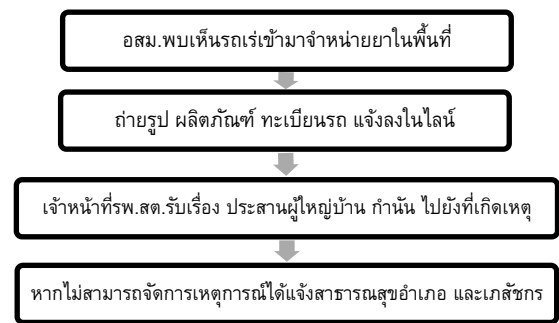 อสม.พบเห็นรถเร่เข้ามาจำหน่ายยาในพื้นที่
ถ่ายรูป ผลิตภัณฑ์ ทะเบียนรถ แจ้งลงในไลน์
เจ้าหน้าที่รพ.สต.รับเรื่อง ประสานผู้ใหญ่บ้าน กำนัน ไปยังที่เกิดเหตุ
หากไม่สามารถจัดการเหตุการณ์ได้แจ้งสาธารณสุขอำเภอ และเภสัชกร